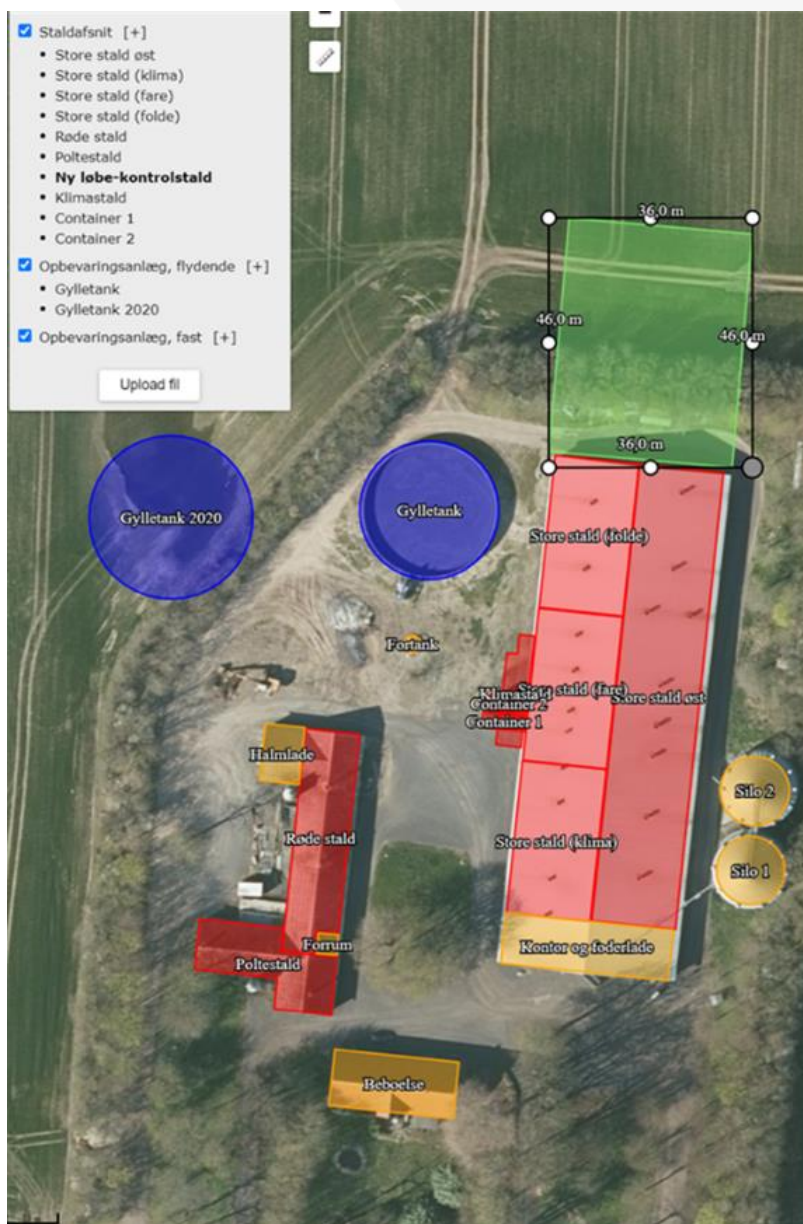 Staldafsnit [+]
Store stald øst
Store stald (klima)
Store stald (fare)
Store stald (folde)
Røde stald
Poltestald
Ny løbe-kontrolstald
Klimastald
Container 1
Container 2
Opbevaringsanlæg, flydende [+]
Gylletank
Gylletank 2020
Opbevaringsanlæg, fast [+]
Upload fil
36,0 m
46,0 m
46,0 m
36,0 m
Gylletank 2020
Gylletank
Store stald (folde)
Fortank
Klimastald
Store stald (fare)
Container 2
Store stald øst
Container 1
Halmlade
Silo 2
Røde stald
Store stald (klima)
Silo 1
Forrum
Kontor og foderlade
Poltestald
Beboelse